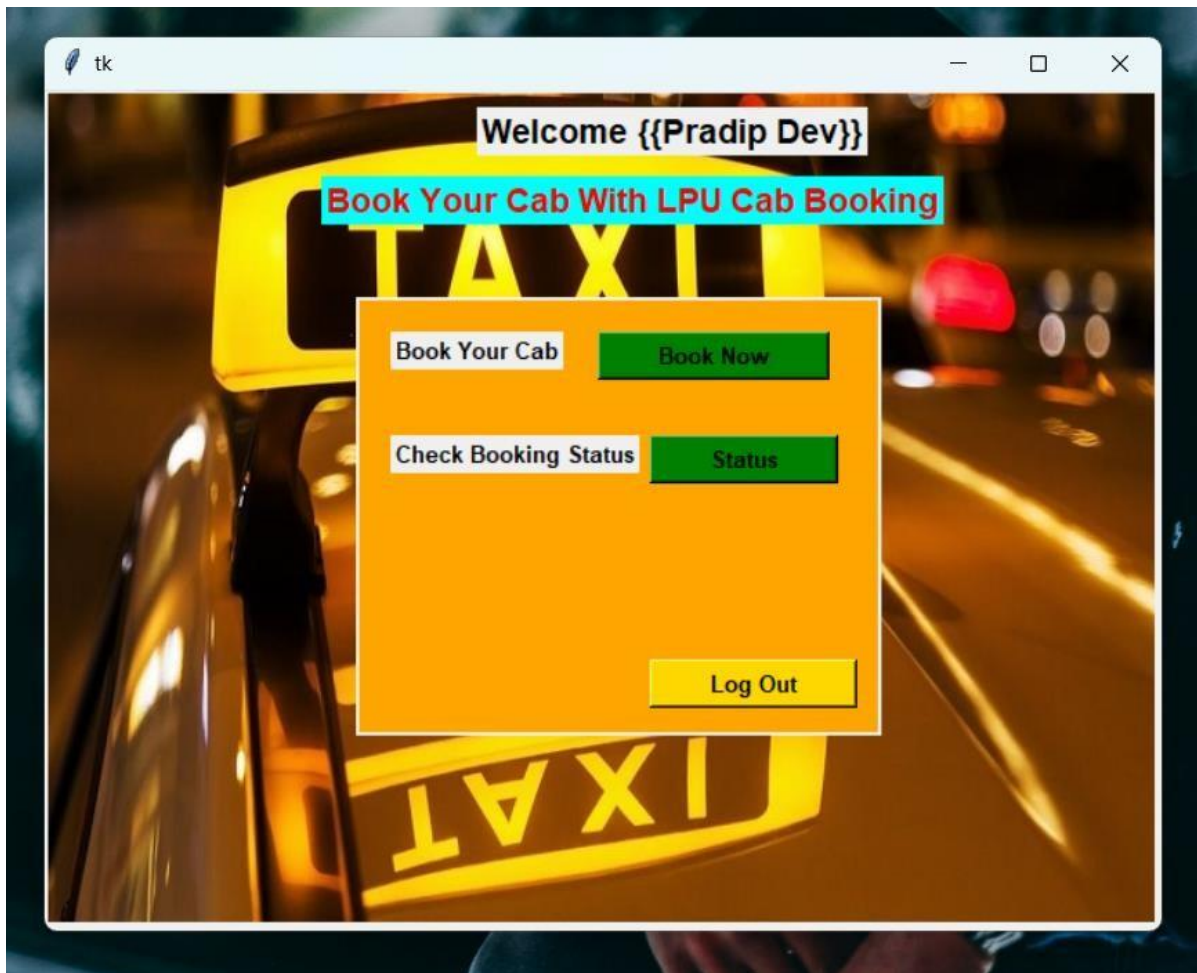 tk
Welcome {{Pradip Dev}}
Book Your Cab With LPU Cab Booking
TAXI
Book Your Cab
Book Now
Check Booking Status
Status
Log Out
TAXI